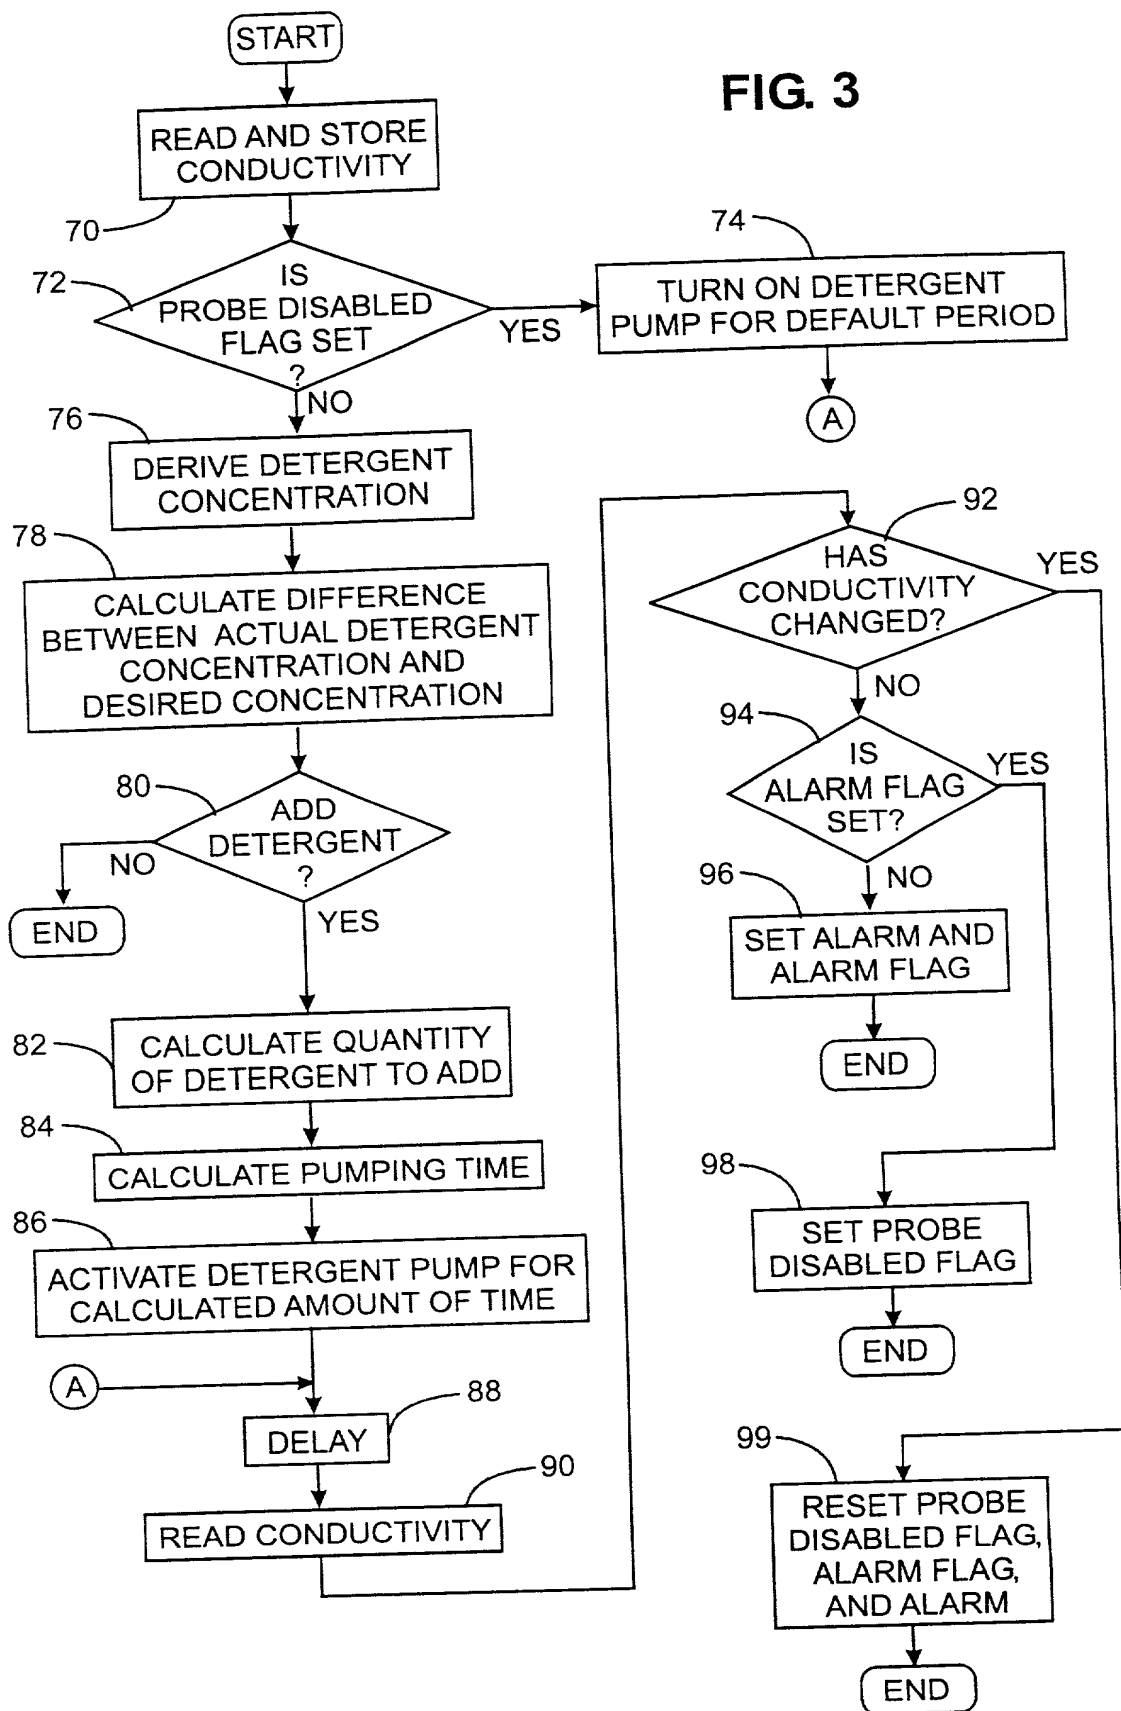 START
FIG. 3
READ AND STORE
CONDUCTIVITY
70
72
IS
PROBE DISABLED
FLAG SET
?
YES
NO
74
TURN ON DETERGENT
PUMP FOR DEFAULT PERIOD
A
76
DERIVE DETERGENT
CONCENTRATION
78
CALCULATE DIFFERENCE
BETWEEN ACTUAL DETERGENT
CONCENTRATION AND
DESIRED CONCENTRATION
80
ADD
DETERGENT
?
NO
YES
END
82
CALCULATE QUANTITY
OF DETERGENT TO ADD
84
CALCULATE PUMPING TIME
86
ACTIVATE DETERGENT PUMP FOR
CALCULATED AMOUNT OF TIME
A
88
DELAY
90
READ CONDUCTIVITY
92
HAS
CONDUCTIVITY
CHANGED?
YES
NO
94
IS
ALARM FLAG
SET?
YES
NO
96
SET ALARM AND
ALARM FLAG
END
98
SET PROBE
DISABLED FLAG
END
99
RESET PROBE
DISABLED FLAG,
ALARM FLAG,
AND ALARM
END